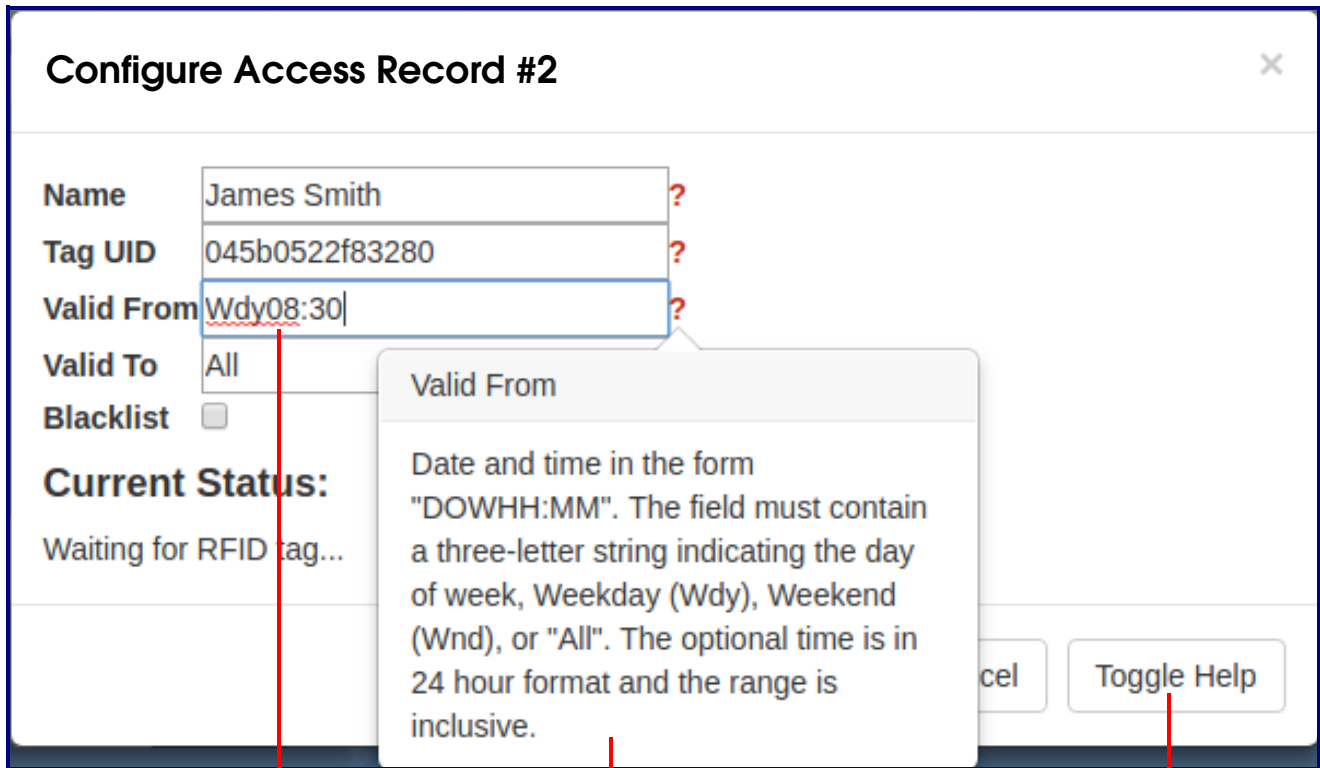 Configure Access Record #2
×
Name James Smith ?
Tag UID 045b0522f83280 ?
Valid From Wdy08:30 ?
Valid To All
Blacklist
Current Status:
Waiting for RFID tag...
Valid From
Date and time in the form
"DOWHH:MM". The field must contain
a three-letter string indicating the day
of week, Weekday (Wdy), Weekend
(Wnd), or "All". The optional time is in
24 hour format and the range is
inclusive.
cel
Toggle Help